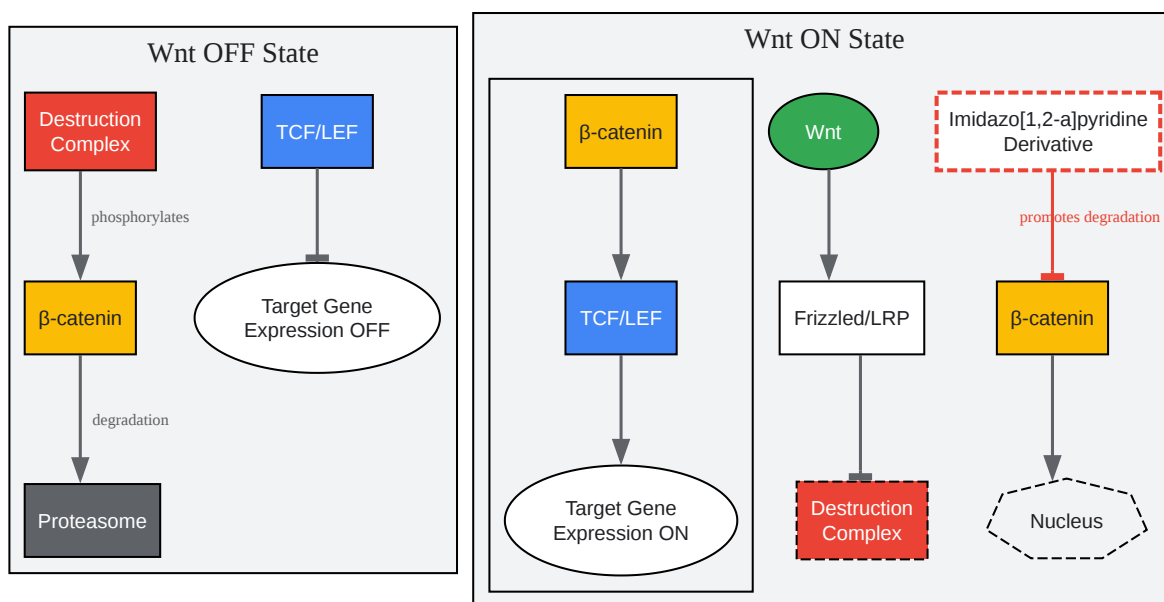 Wnt OFF State
Destruction
Complex
TCF/LEF
phosphorylates
β-catenin
Target Gene
Expression OFF
degradation
Proteasome
Wnt ON State
β-catenin
Wnt
Imidazo[1,2-a]pyridine
Derivative
promotes degradation
TCF/LEF
Frizzled/LRP
β-catenin
Target Gene
Expression ON
Destruction
Complex
Nucleus